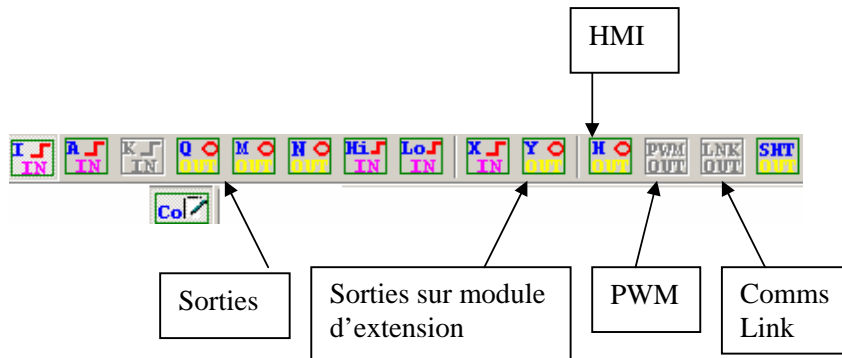 HMI
I IN A IN K IN Q OUT M OUT N OUT Hi IN Lo IN X IN Y OUT H OUT PWM OUT LNK OUT SHT OUT
Co
Sorties
Sorties sur module
d'extension
PWM
Comms
Link